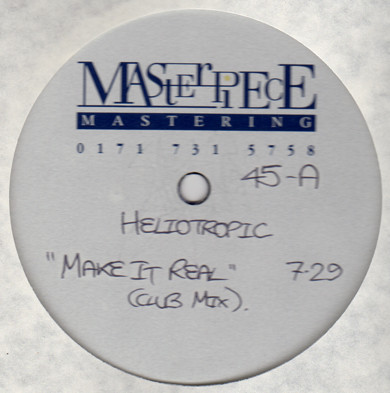 MASTERPIECE
MASTERING
0171 731 5758
45-A
HELIOTROPIC
"MAKE IT REAL" 7.29
(CLUB MIX).